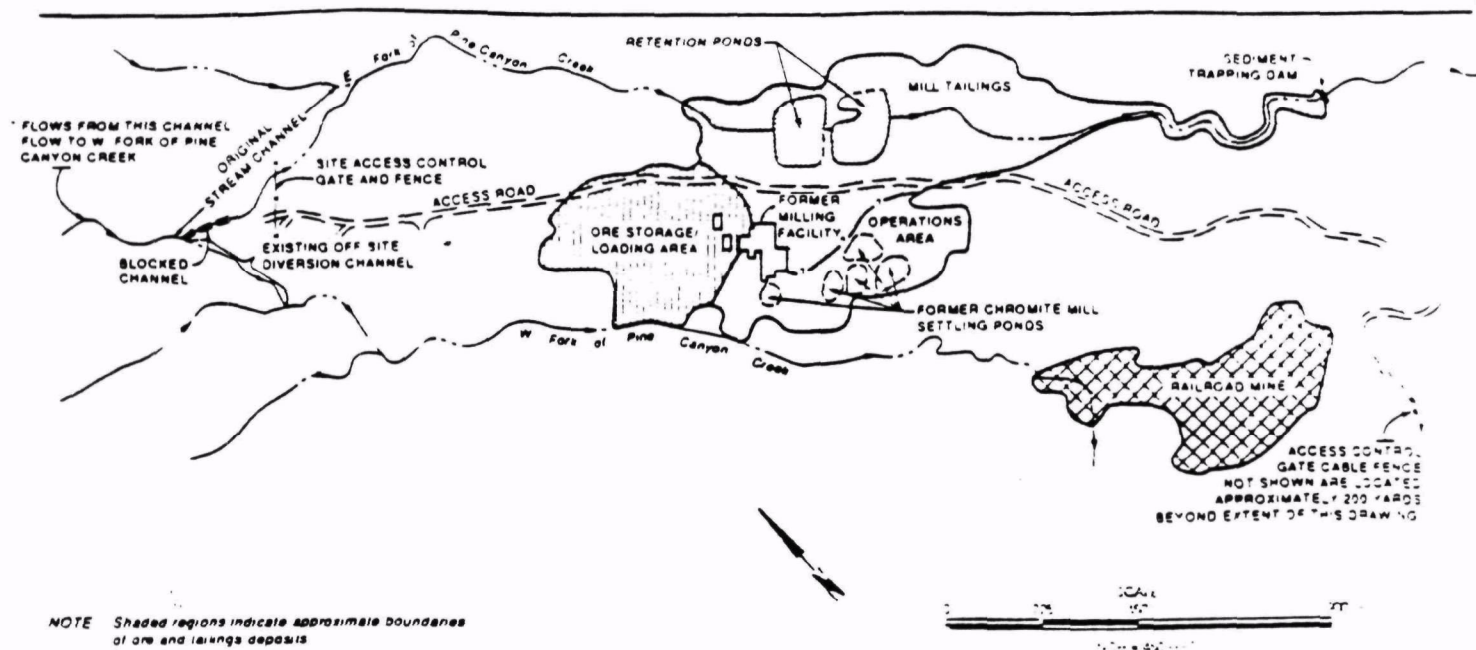 RETENTION PONDS
MILL TAILINGS
SEDIMENT -
TRAPPING DAM
E Fork
Pine Canyon
Creek
FLOWS FROM THIS CHANNEL
FLOW TO W FORK OF PINE
CANYON CREEK
ORIGINAL
STREAM CHANNEL
SITE ACCESS CONTROL
GATE AND FENCE
ACCESS ROAD
ACCESS ROAD
FORMER
MILLING
FACILITY
OPERATIONS
AREA
ORE STORAGE/
LOADING AREA
BLOCKED
CHANNEL
EXISTING OFF SITE
DIVERSION CHANNEL
FORMER CHROMITE MILL
SETTLING PONDS
W Fork of Pine Canyon Creek
RAILROAD MINE
ACCESS CONTROL
GATE CABLE FENCE
NOT SHOWN ARE LOCATED
APPROXIMATELY 200 YARDS
BEYOND EXTENT OF THIS DRAWING
SCALE
0
NOTE Shaded regions indicate approximate boundaries
of ore and tailings deposits